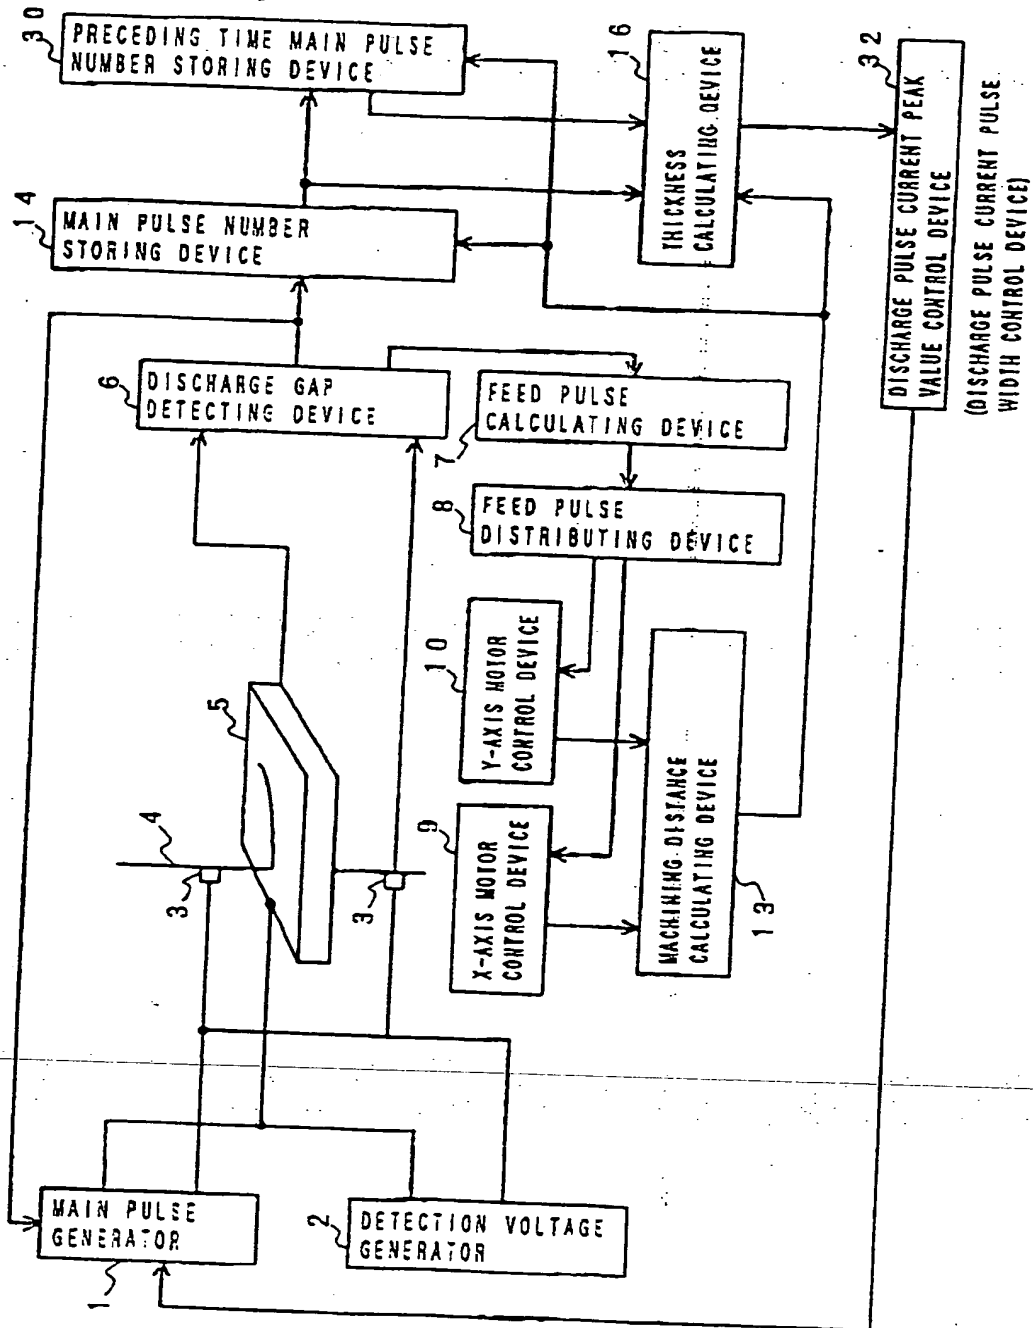 30
PRECEDING TIME MAIN PULSE
NUMBER STORING DEVICE
14
MAIN PULSE NUMBER
STORING DEVICE
16
THICKNESS
CALCULATING DEVICE
32
DISCHARGE PULSE CURRENT PEAK
VALUE CONTROL DEVICE
(DISCHARGE PULSE CURRENT PULSE
WIDTH CONTROL DEVICE)
6
DISCHARGE GAP
DETECTING DEVICE
7
FEED PULSE
CALCULATING DEVICE
8
FEED PULSE
DISTRIBUTING DEVICE
10
Y-AXIS MOTOR
CONTROL DEVICE
9
X-AXIS MOTOR
CONTROL DEVICE
MACHINING DISTANCE
CALCULATING DEVICE
13
5
4
3
3
MAIN PULSE
GENERATOR
1
2
DETECTION VOLTAGE
GENERATOR